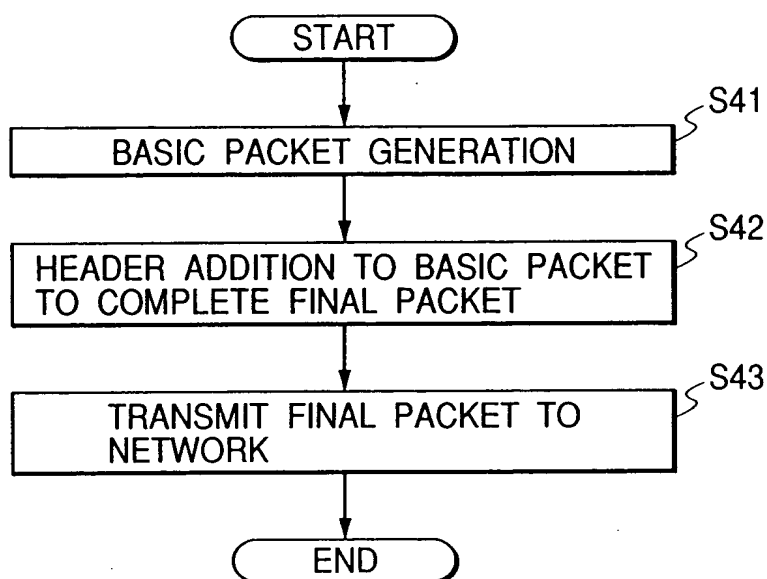 START
S41
BASIC PACKET GENERATION
S42
HEADER ADDITION TO BASIC PACKET
TO COMPLETE FINAL PACKET
S43
TRANSMIT FINAL PACKET TO
NETWORK
END